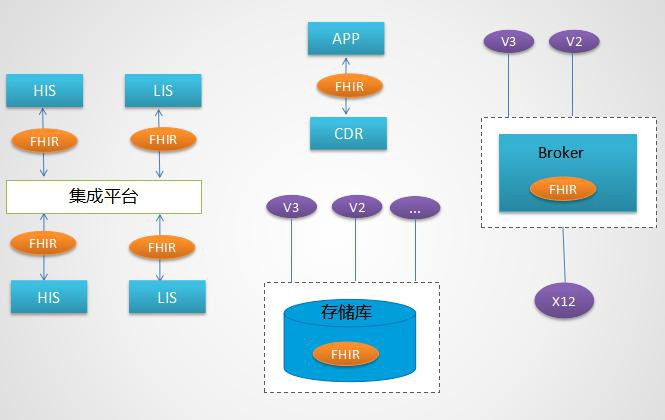 HIS
LIS
FHIR
FHIR
集成平台
FHIR
FHIR
HIS
LIS
APP
FHIR
CDR
V3
V2
...
存储库
FHIR
V3
V2
Broker
FHIR
X12